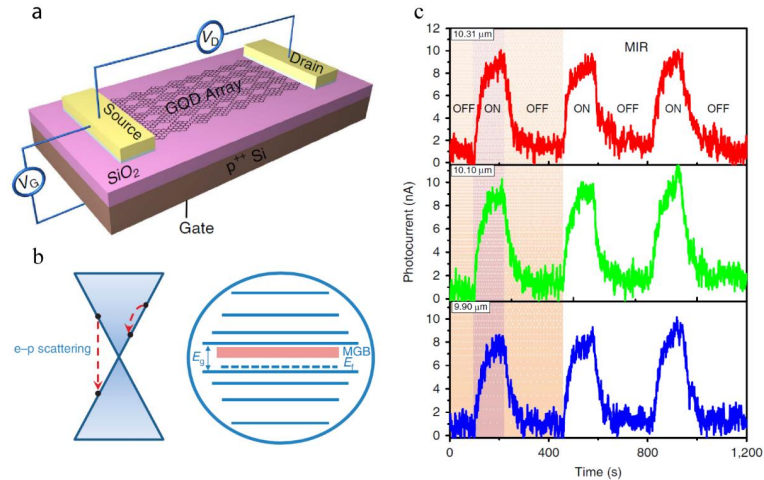 a
V_D
Drain
GQD Array
Source
V_G
SiO₂
p⁺⁺ Si
Gate
b
e–p scattering
E_g
MGB
E_f
c
10.31 µm
MIR
OFF ON OFF ON OFF ON OFF
12
10
8
6
4
2
0
10.10 µm
10
8
6
4
2
0
9.90 µm
10
8
6
4
2
0
Photocurrent (nA)
0 400 800 1,200
Time (s)